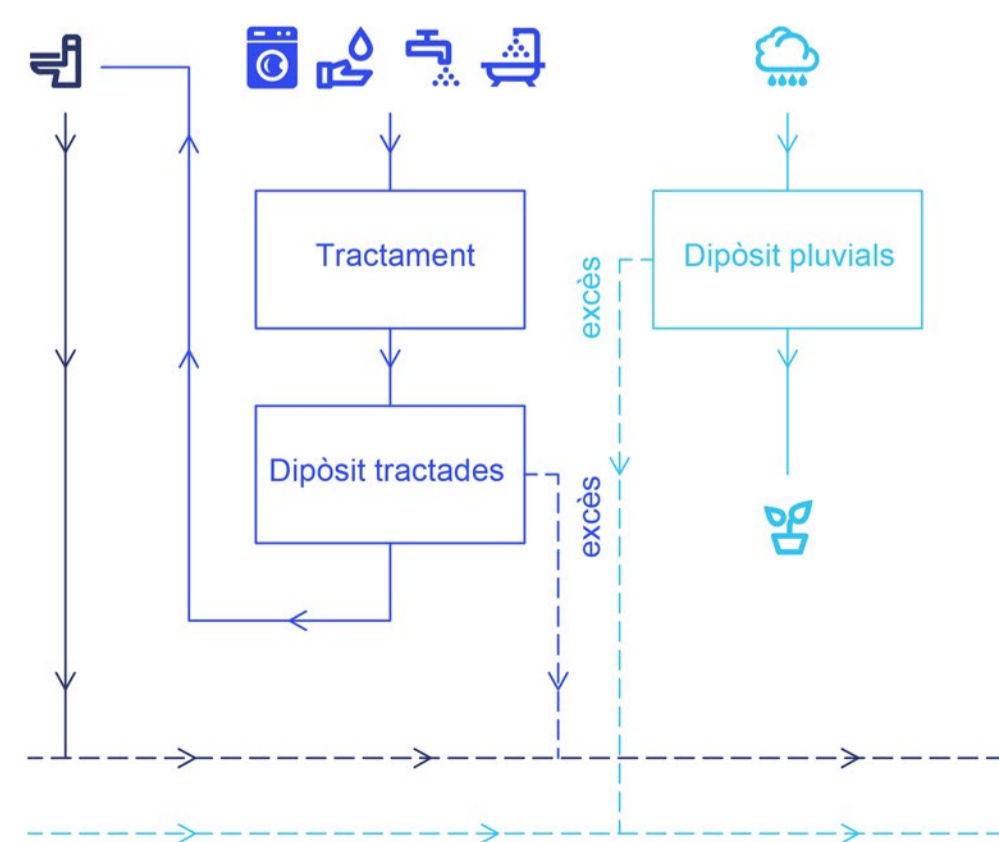 Tractament
Dipòsit pluvials
excès
Dipòsit tractades
excès